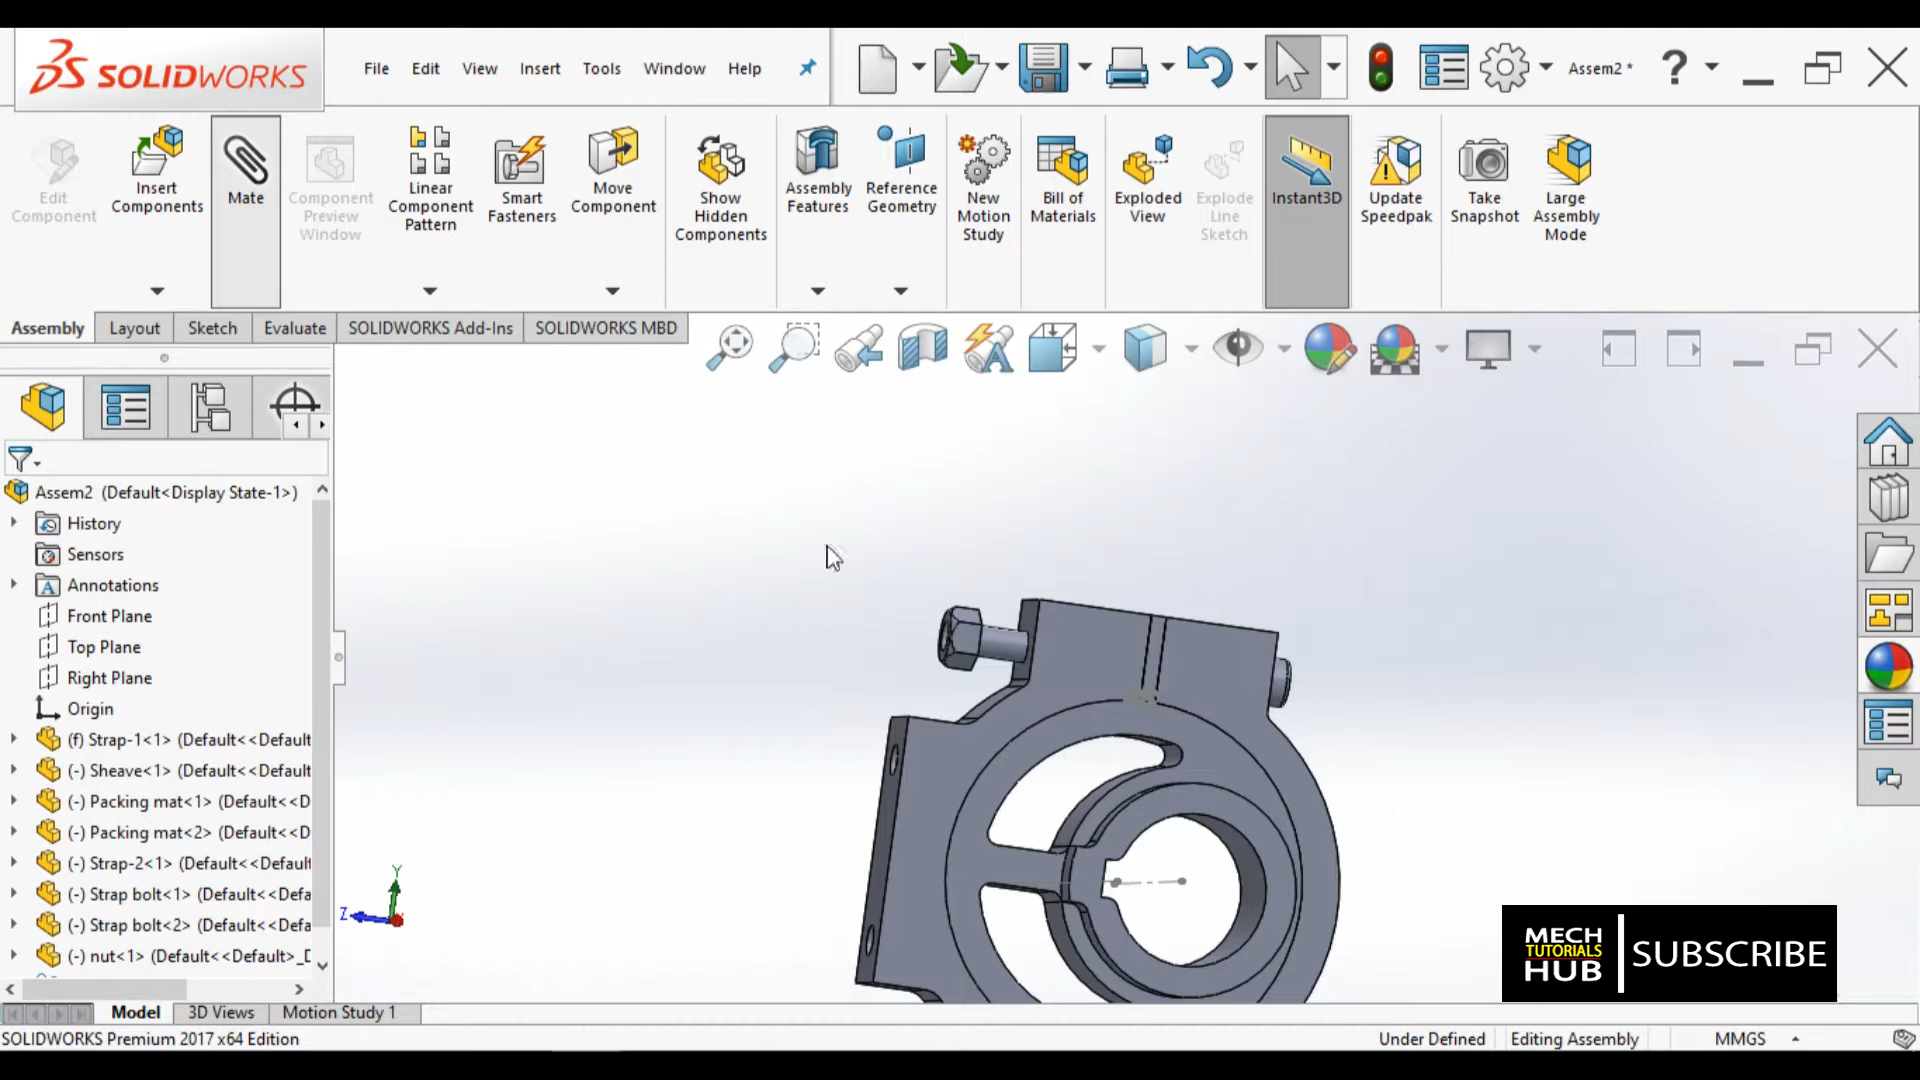 SOLIDWORKS
File Edit View Insert Tools Window Help
Assem2 *
Edit Component
Insert Components
Mate
Component Preview Window
Linear Component Pattern
Smart Fasteners
Move Component
Show Hidden Components
Assembly Features
Reference Geometry
New Motion Study
Bill of Materials
Exploded View
Explode Line Sketch
Instant3D
Update Speedpak
Take Snapshot
Large Assembly Mode
Assembly Layout Sketch Evaluate SOLIDWORKS Add-Ins SOLIDWORKS MBD
Assem2 (Default<Display State-1>)
History
Sensors
Annotations
Front Plane
Top Plane
Right Plane
Origin
(f) Strap-1<1> (Default<<Default
(-) Sheave<1> (Default<<Default
(-) Packing mat<1> (Default<<D
(-) Packing mat<2> (Default<<D
(-) Strap-2<1> (Default<<Default
(-) Strap bolt<1> (Default<<Defa
(-) Strap bolt<2> (Default<<Defa
(-) nut<1> (Default<<Default>_D
Y
Z
MECH TUTORIALS HUB
SUBSCRIBE
Model 3D Views Motion Study 1
SOLIDWORKS Premium 2017 x64 Edition
Under Defined Editing Assembly MMGS